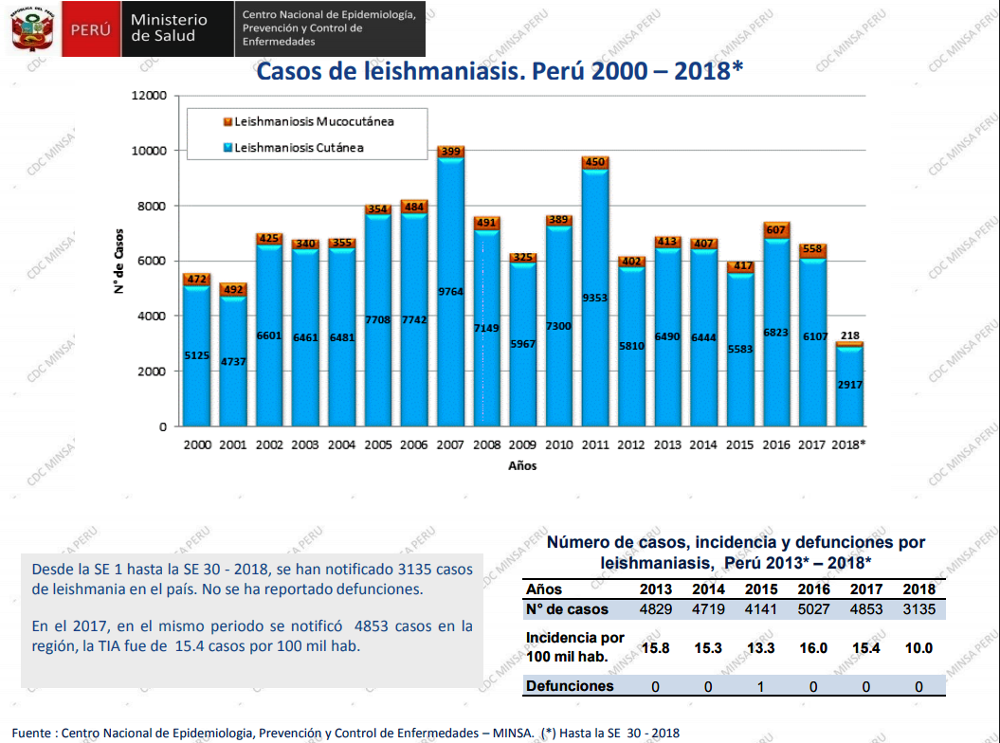 REPÚBLICA DEL PERÚ
PERÚ
Ministerio
de Salud
Centro Nacional de Epidemiología,
Prevención y Control de
Enfermedades
Casos de leishmaniasis. Perú 2000 – 2018*
12000
10000
8000
6000
4000
2000
0
N° de Casos
Leishmaniosis Mucocutánea
Leishmaniosis Cutánea
472 492 425 340 355 354 484 399 491 325 389 450 402 413 407 417 607 558 218
5125 4737 6601 6461 6481 7708 7742 9764 7149 5967 7300 9353 5810 6490 6444 5583 6823 6107 2917
2000 2001 2002 2003 2004 2005 2006 2007 2008 2009 2010 2011 2012 2013 2014 2015 2016 2017 2018*
Años
Desde la SE 1 hasta la SE 30 - 2018, se han notificado 3135 casos
de leishmania en el país. No se ha reportado defunciones.
En el 2017, en el mismo periodo se notificó 4853 casos en la
región, la TIA fue de 15.4 casos por 100 mil hab.
Número de casos, incidencia y defunciones por
leishmaniasis, Perú 2013* – 2018*
Años 2013 2014 2015 2016 2017 2018
N° de casos 4829 4719 4141 5027 4853 3135
Incidencia por
100 mil hab. 15.8 15.3 13.3 16.0 15.4 10.0
Defunciones 0 0 1 0 0 0
Fuente : Centro Nacional de Epidemiologia, Prevención y Control de Enfermedades – MINSA. (*) Hasta la SE 30 - 2018
CDC MINSA PERU